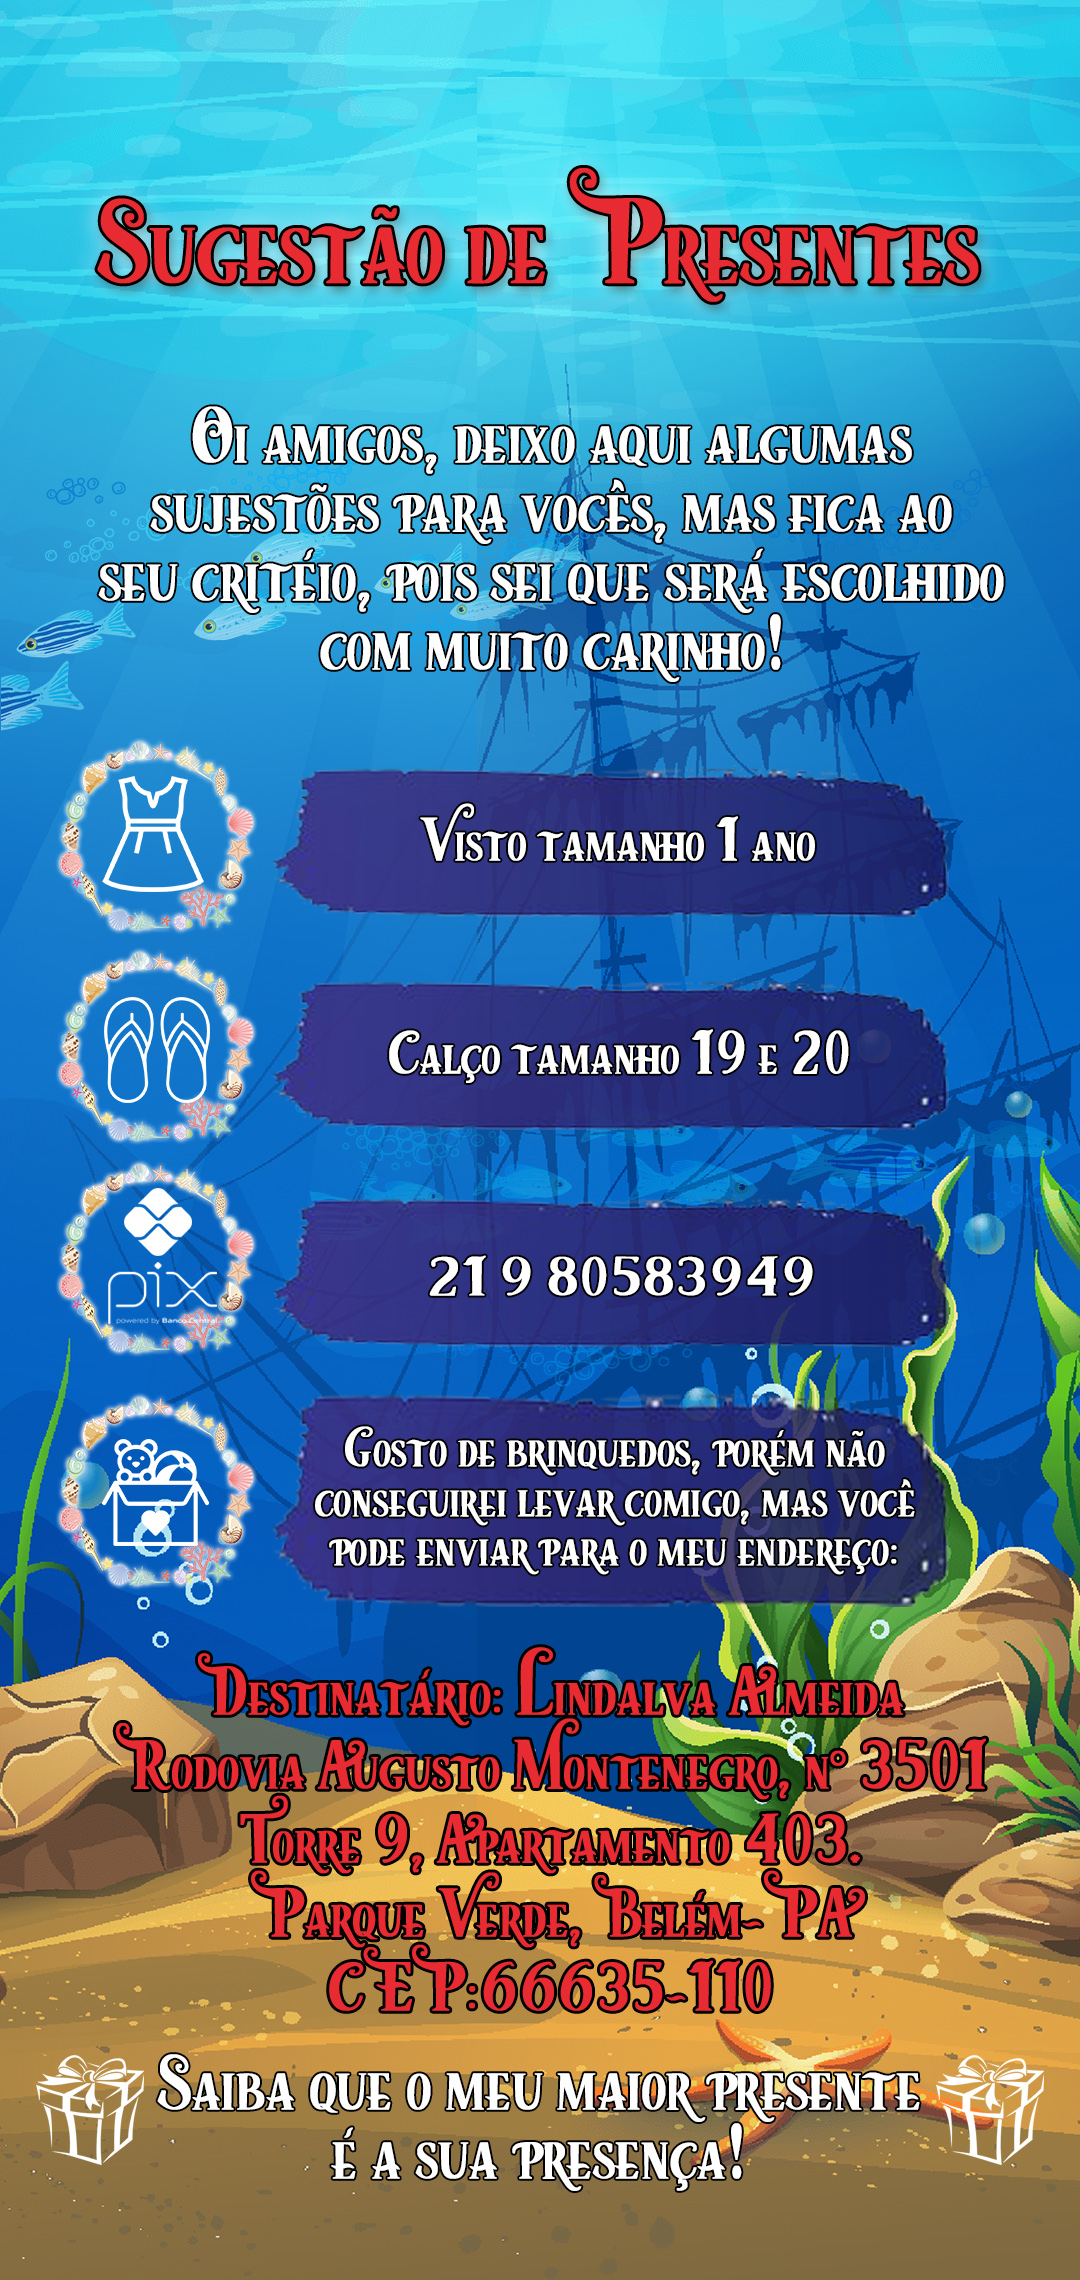 Sugestão de Presentes
Oi amigos, deixo aqui algumas
sujestões para vocês, mas fica ao
seu critéio, pois sei que será escolhido
com muito carinho!
Visto tamanho 1 ano
Calço tamanho 19 e 20
pix
powered by Banco Central
21 9 80583949
Gosto de brinquedos, porém não
conseguirei levar comigo, mas você
pode enviar para o meu endereço:
Destinatário: Lindalva Almeida
Rodovia Augusto Montenegro, n° 3501
Torre 9, Apartamento 403.
Parque Verde, Belém- PA
CEP:66635-110
Saiba que o meu maior presente
é a sua presença!